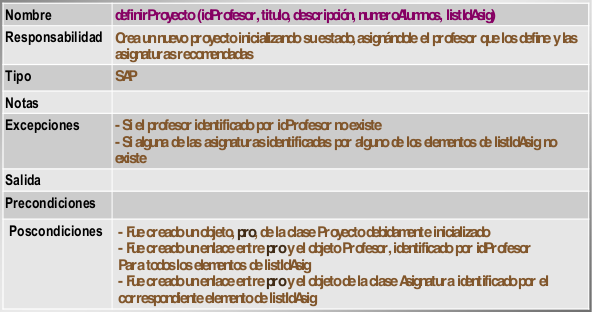 Nombre definirProyecto (idProfesor, titulo, descripción, numeroAlumnos, listIdAsig)
Responsabilidad Crea un nuevo proyecto inicializando su estado, asignándole el profesor que los define y las
asignaturas recomendadas
Tipo SAP
Notas
Excepciones - Si el profesor identificado por idProfesor no existe
- Si alguna de las asignaturas identificadas por alguno de los elementos de listIdAsig no
existe
Salida
Precondiciones
Poscondiciones - Fue creado un objeto, pro, de la clase Proyecto debidamente inicializado
- Fue creado un enlace entre pro y el objeto Profesor, identificado por idProfesor
Para todos los elementos de listIdAsig
- Fue creado un enlace entre pro y el objeto de la clase Asignatura identificado por el
correspondiente elemento de listIdAsig